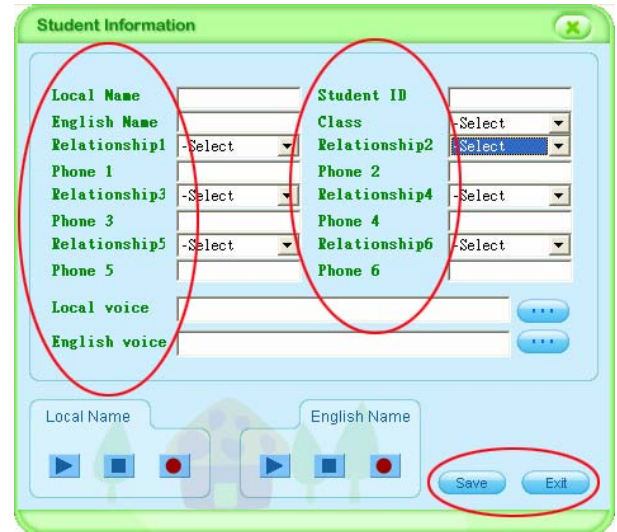 Student Information
Local Name Student ID
English Name Class -Select
Relationship1 -Select Relationship2 -Select
Phone 1 Phone 2
Relationship3 -Select Relationship4 -Select
Phone 3 Phone 4
Relationship5 -Select Relationship6 -Select
Phone 5 Phone 6
Local voice ...
English voice ...
Local Name English Name
Save Exit